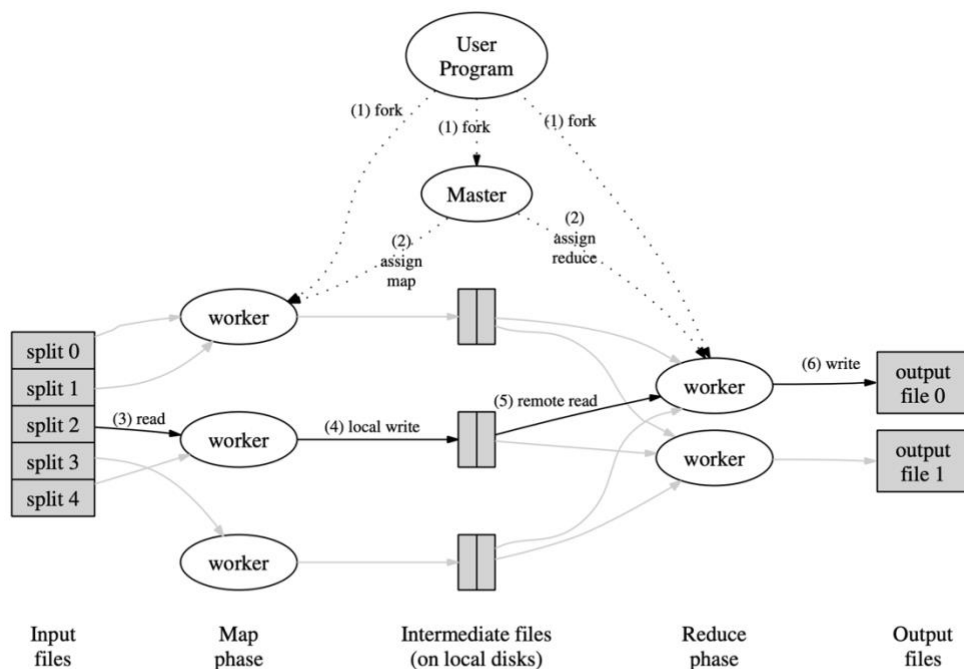 User
Program
(1) fork
(1) fork
(1) fork
Master
(2)
assign
map
(2)
assign
reduce
worker
split 0
split 1
split 2
split 3
split 4
(3) read
worker
(4) local write
worker
(5) remote read
worker
(6) write
output
file 0
worker
output
file 1
Input
files
Map
phase
Intermediate files
(on local disks)
Reduce
phase
Output
files